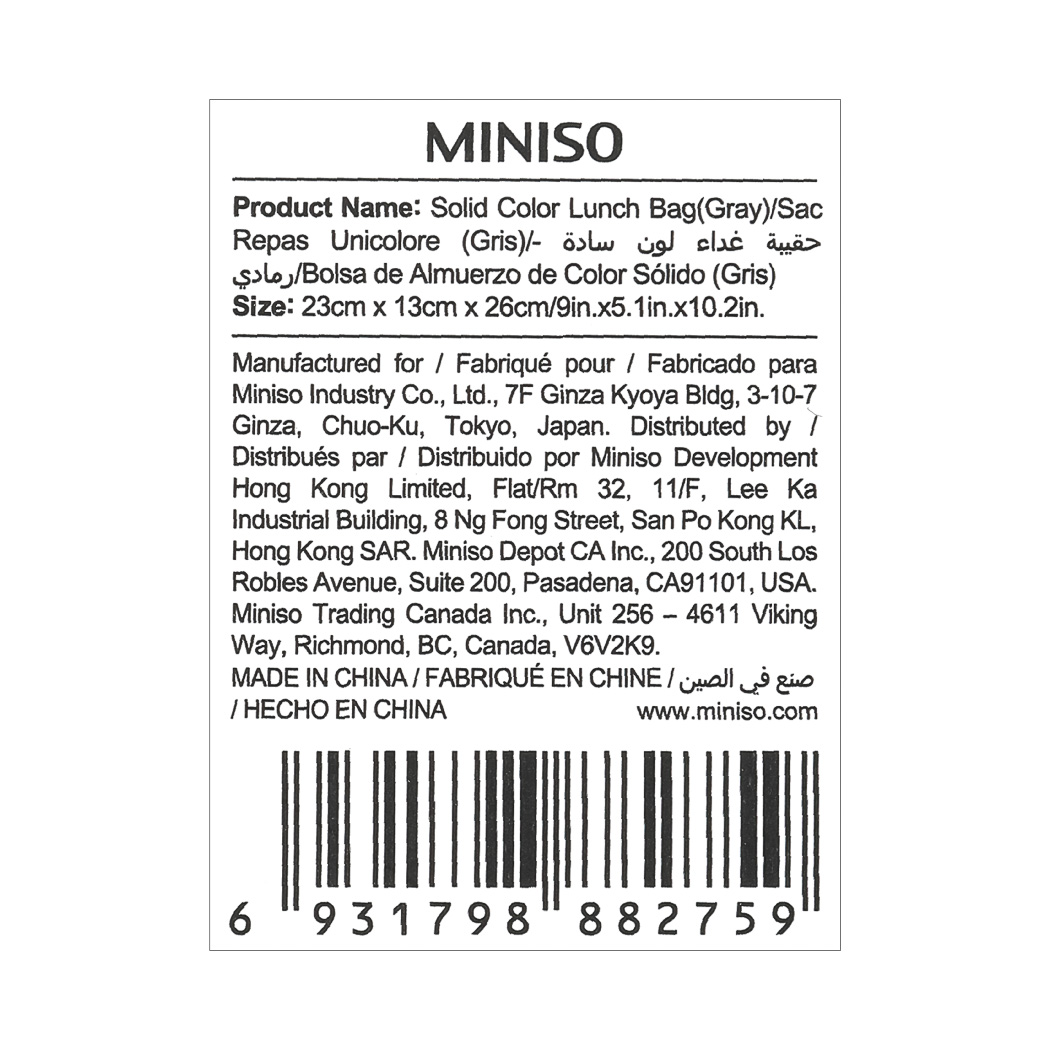 MINISO
Product Name: Solid Color Lunch Bag(Gray)/Sac
Repas Unicolore (Gris)/- حقيبة غداء لون سادة
رمادي/Bolsa de Almuerzo de Color Sólido (Gris)
Size: 23cm x 13cm x 26cm/9in.x5.1in.x10.2in.
Manufactured for / Fabriqué pour / Fabricado para
Miniso Industry Co., Ltd., 7F Ginza Kyoya Bldg, 3-10-7
Ginza, Chuo-Ku, Tokyo, Japan. Distributed by /
Distribués par / Distribuido por Miniso Development
Hong Kong Limited, Flat/Rm 32, 11/F, Lee Ka
Industrial Building, 8 Ng Fong Street, San Po Kong KL,
Hong Kong SAR. Miniso Depot CA Inc., 200 South Los
Robles Avenue, Suite 200, Pasadena, CA91101, USA.
Miniso Trading Canada Inc., Unit 256 – 4611 Viking
Way, Richmond, BC, Canada, V6V2K9.
MADE IN CHINA / FABRIQUÉ EN CHINE / صنع في الصين
/ HECHO EN CHINA www.miniso.com
6 931798 882759